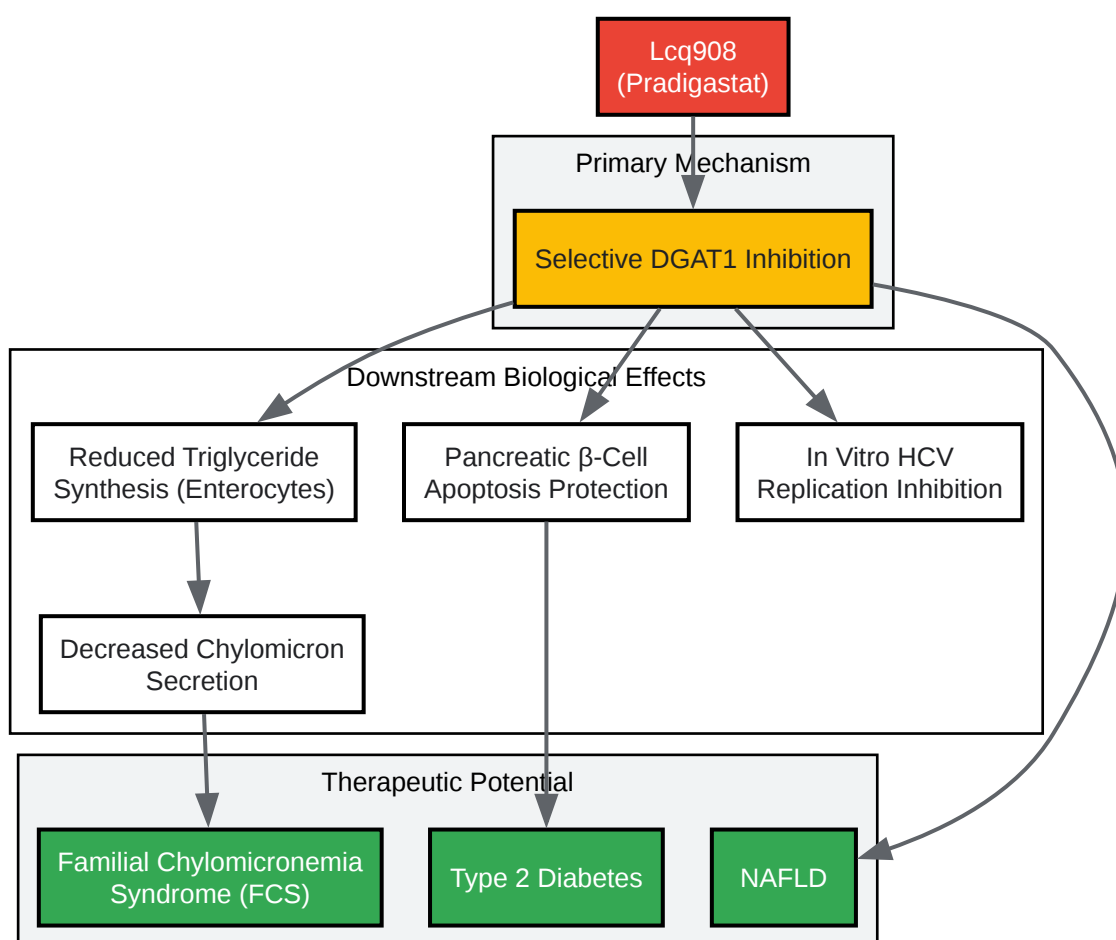 Lcq908
(Pradigastat)
Primary Mechanism
Selective DGAT1 Inhibition
Downstream Biological Effects
Reduced Triglyceride
Synthesis (Enterocytes)
Pancreatic β-Cell
Apoptosis Protection
In Vitro HCV
Replication Inhibition
Decreased Chylomicron
Secretion
Therapeutic Potential
Familial Chylomicronemia
Syndrome (FCS)
Type 2 Diabetes
NAFLD